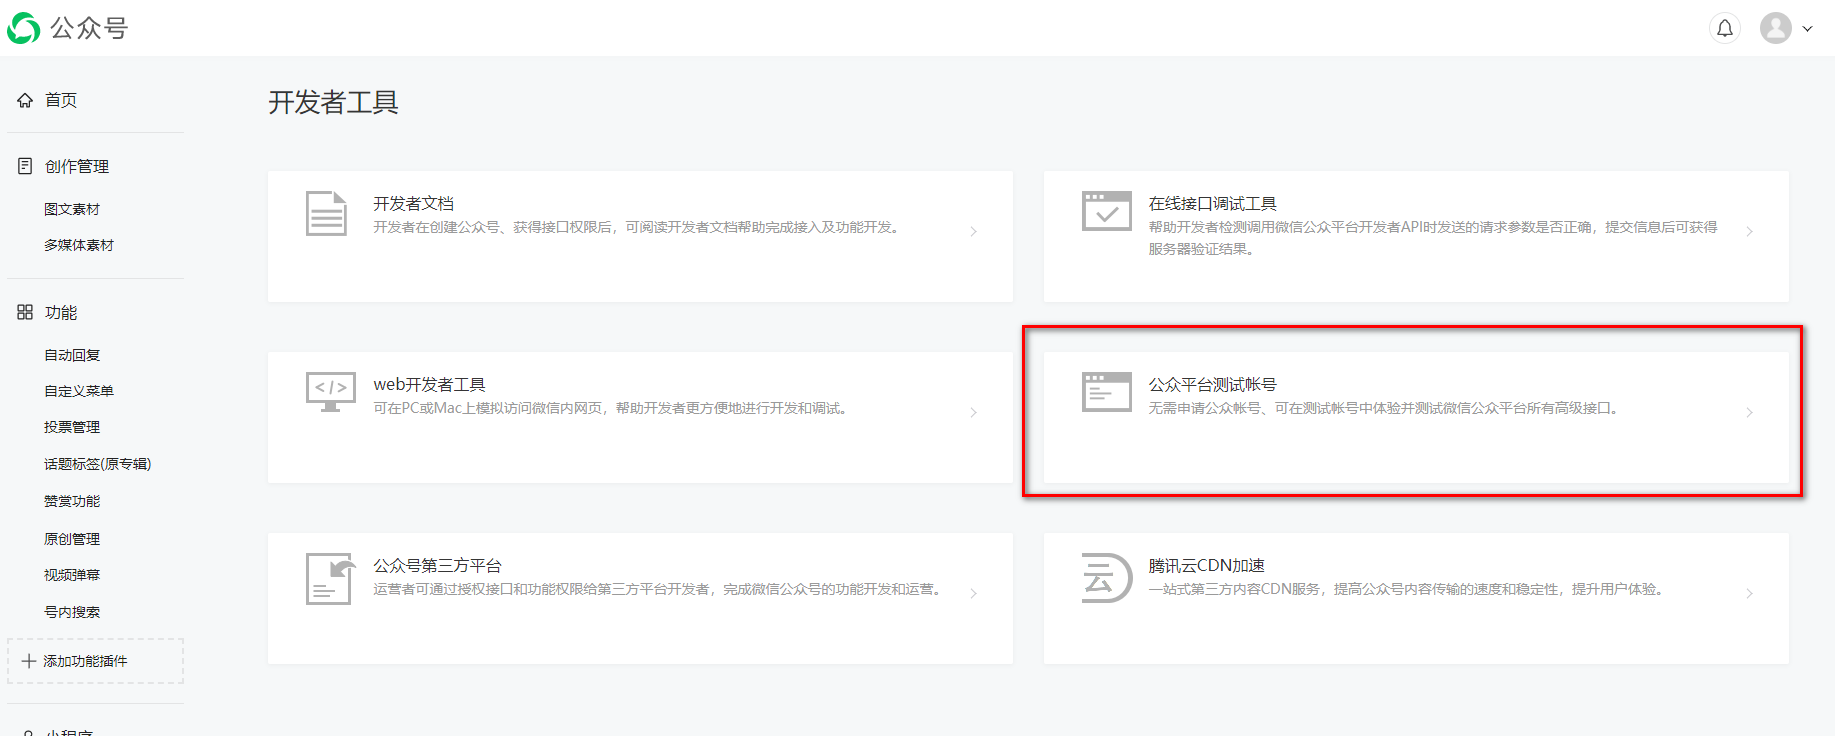 公众号
首页
创作管理
图文素材
多媒体素材
功能
自动回复
自定义菜单
投票管理
话题标签(原专辑)
赞赏功能
原创管理
视频弹幕
号内搜索
添加功能插件
小程序
开发者工具
开发者文档
开发者在创建公众号、获得接口权限后，可阅读开发者文档帮助完成接入及功能开发。
在线接口调试工具
帮助开发者检测调用微信公众平台开发者API时发送的请求参数是否正确，提交信息后可获得
服务器验证结果。
web开发者工具
可在PC或Mac上模拟访问微信内网页，帮助开发者更方便地进行开发和调试。
公众平台测试帐号
无需申请公众帐号、可在测试帐号中体验并测试微信公众平台所有高级接口。
公众号第三方平台
运营者可通过授权接口和功能权限给第三方平台开发者，完成微信公众号的功能开发和运营。
云
腾讯云CDN加速
一站式第三方内容CDN服务，提高公众号内容传输的速度和稳定性，提升用户体验。